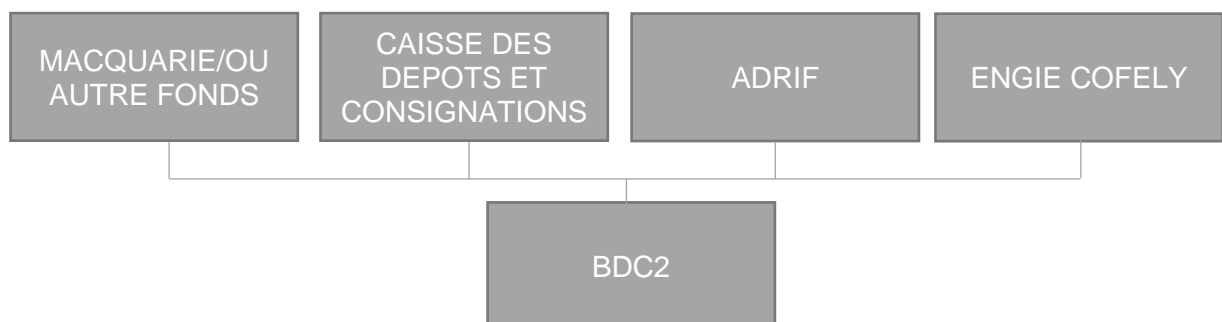 MACQUARIE/OU
AUTRE FONDS
CAISSE DES
DEPOTS ET
CONSIGNATIONS
ADRIF
ENGIE COFELY
BDC2